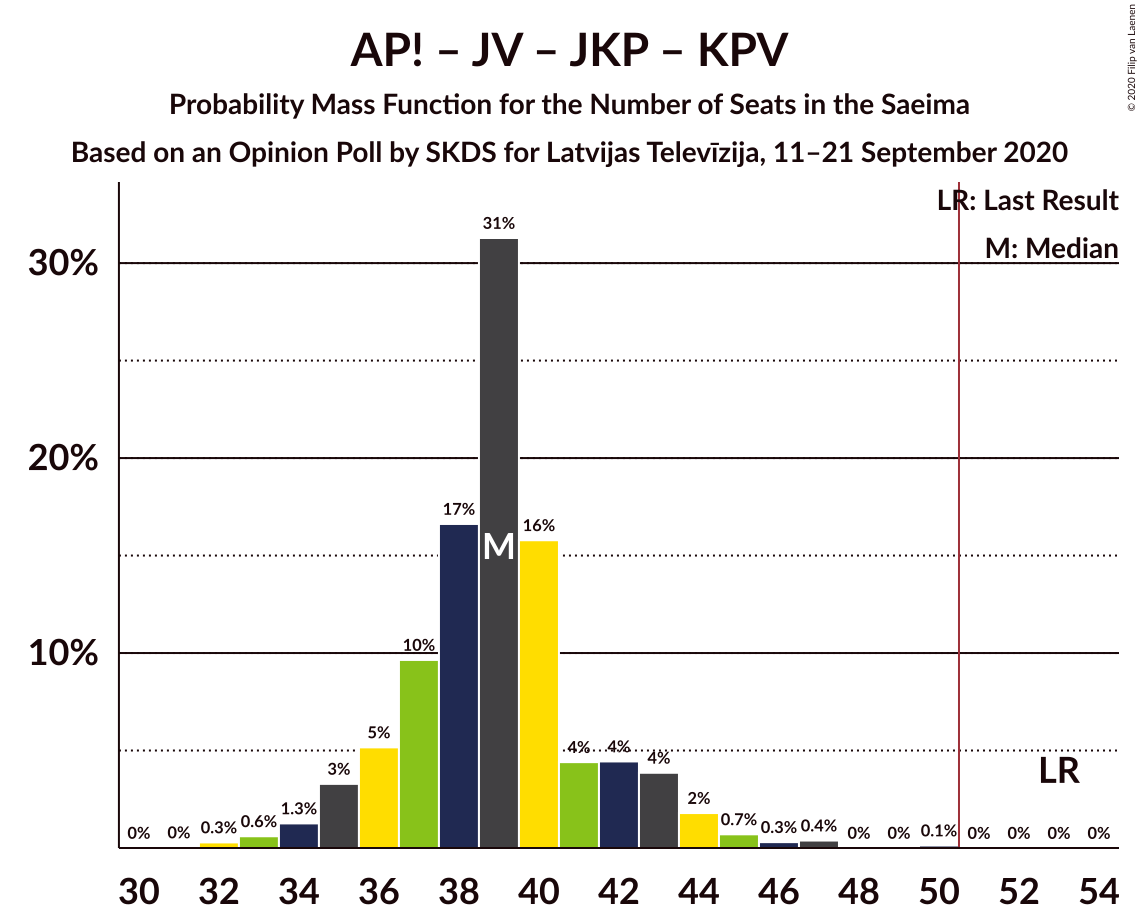 AP! – JV – JKP – KPV
Probability Mass Function for the Number of Seats in the Saeima
Based on an Opinion Poll by SKDS for Latvijas Televīzija, 11–21 September 2020
© 2020 Filip van Laenen
LR: Last Result
M: Median
30%
20%
10%
0% 0% 0.3% 0.6% 1.3% 3% 5% 10% 17% 31% 16% 4% 4% 4% 2% 0.7% 0.3% 0.4% 0% 0% 0.1% 0% 0% 0% 0%
M
LR
30 32 34 36 38 40 42 44 46 48 50 52 54